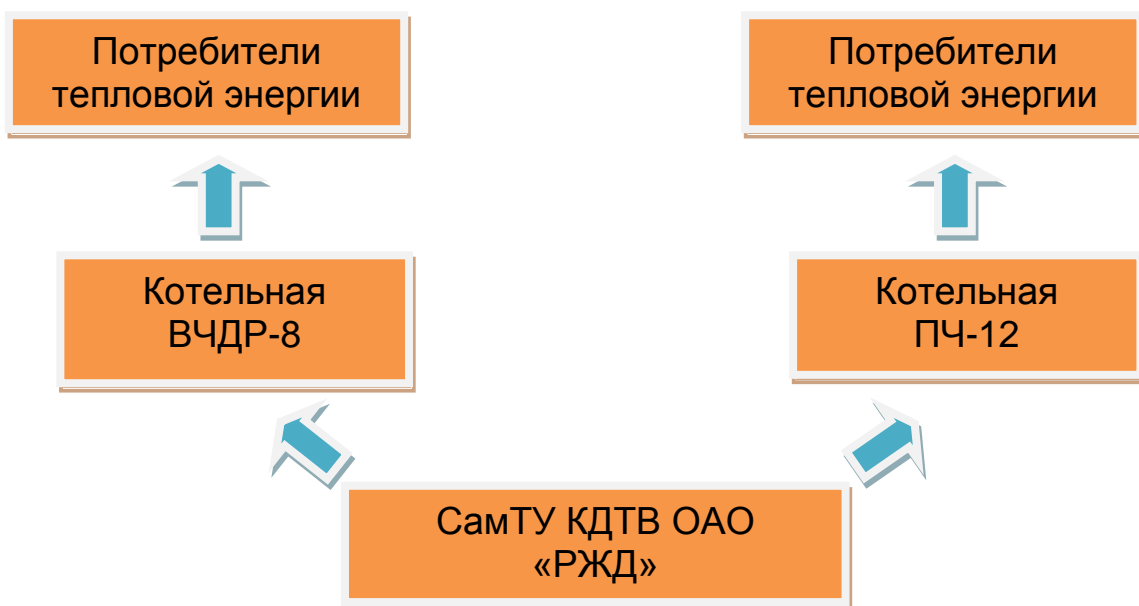 Потребители
тепловой энергии
Потребители
тепловой энергии
Котельная
ВЧДР-8
Котельная
ПЧ-12
СамТУ КДТВ ОАО
«РЖД»